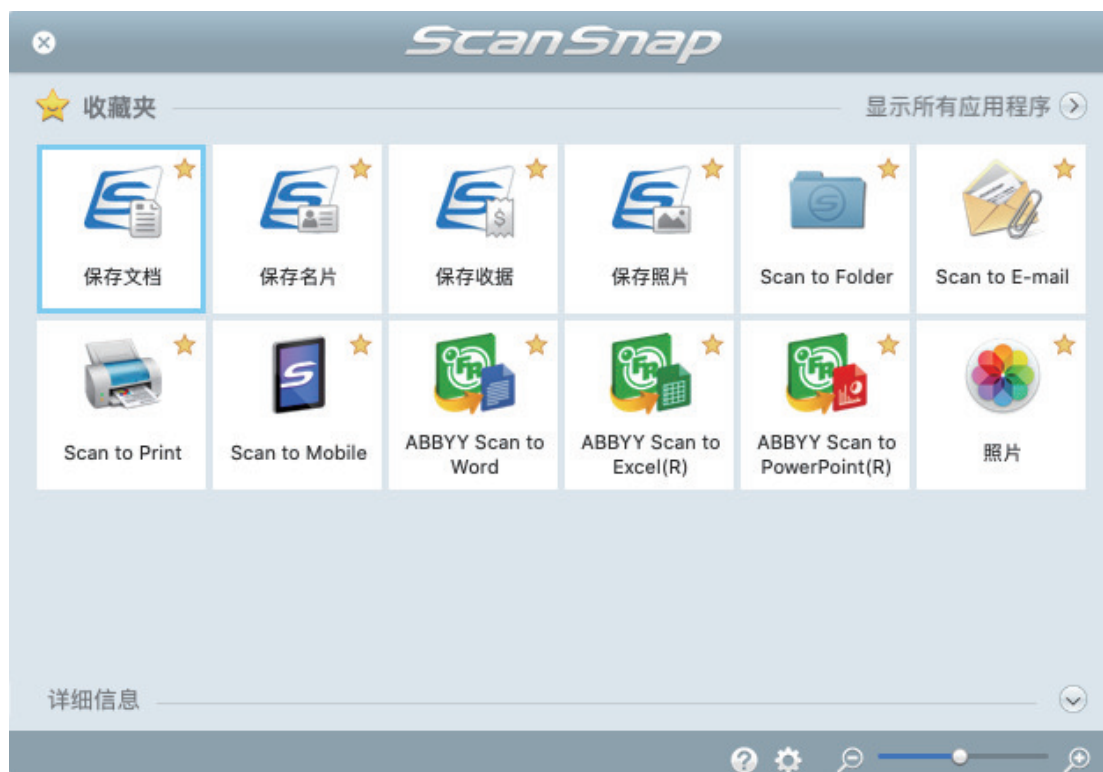 ScanSnap
收藏夹
显示所有应用程序
保存文档
保存名片
保存收据
保存照片
Scan to Folder
Scan to E-mail
Scan to Print
Scan to Mobile
ABBYY Scan to
Word
ABBYY Scan to
Excel(R)
ABBYY Scan to
PowerPoint(R)
照片
详细信息